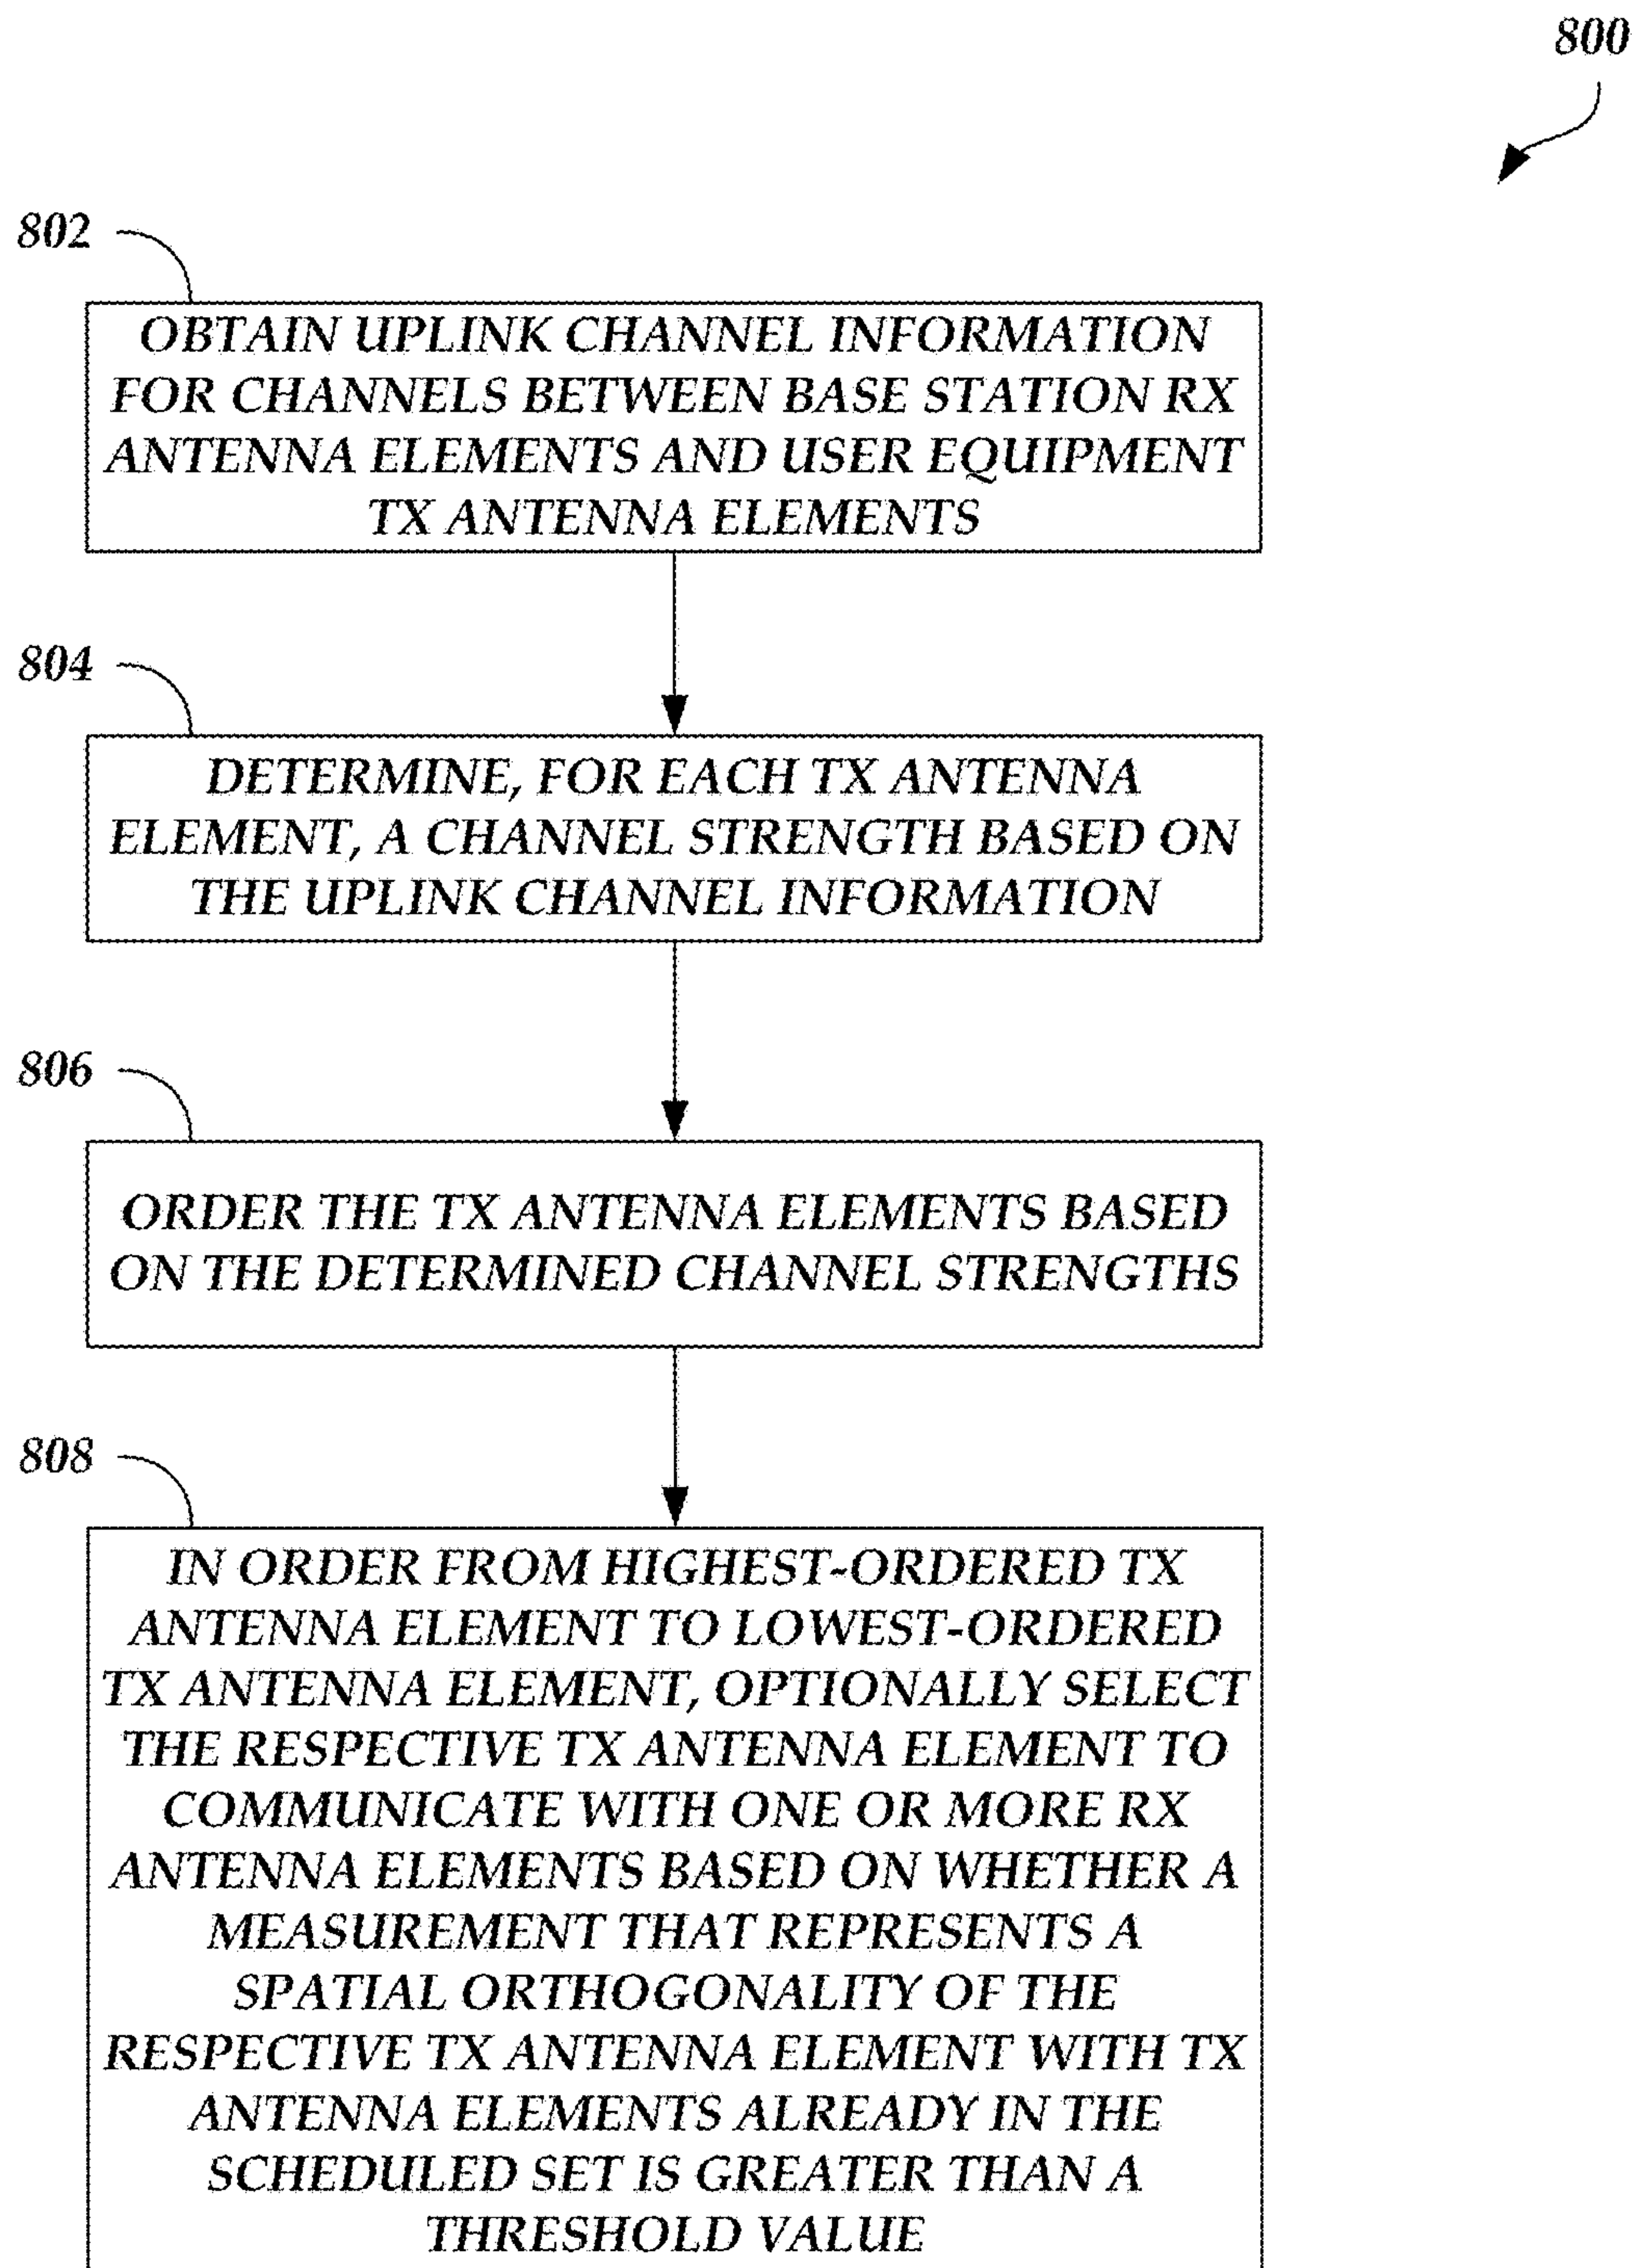 800
802
OBTAIN UPLINK CHANNEL INFORMATION
FOR CHANNELS BETWEEN BASE STATION RX
ANTENNA ELEMENTS AND USER EQUIPMENT
TX ANTENNA ELEMENTS
804
DETERMINE, FOR EACH TX ANTENNA
ELEMENT, A CHANNEL STRENGTH BASED ON
THE UPLINK CHANNEL INFORMATION
806
ORDER THE TX ANTENNA ELEMENTS BASED
ON THE DETERMINED CHANNEL STRENGTHS
808
IN ORDER FROM HIGHEST-ORDERED TX
ANTENNA ELEMENT TO LOWEST-ORDERED
TX ANTENNA ELEMENT, OPTIONALLY SELECT
THE RESPECTIVE TX ANTENNA ELEMENT TO
COMMUNICATE WITH ONE OR MORE RX
ANTENNA ELEMENTS BASED ON WHETHER A
MEASUREMENT THAT REPRESENTS A
SPATIAL ORTHOGONALITY OF THE
RESPECTIVE TX ANTENNA ELEMENT WITH TX
ANTENNA ELEMENTS ALREADY IN THE
SCHEDULED SET IS GREATER THAN A
THRESHOLD VALUE